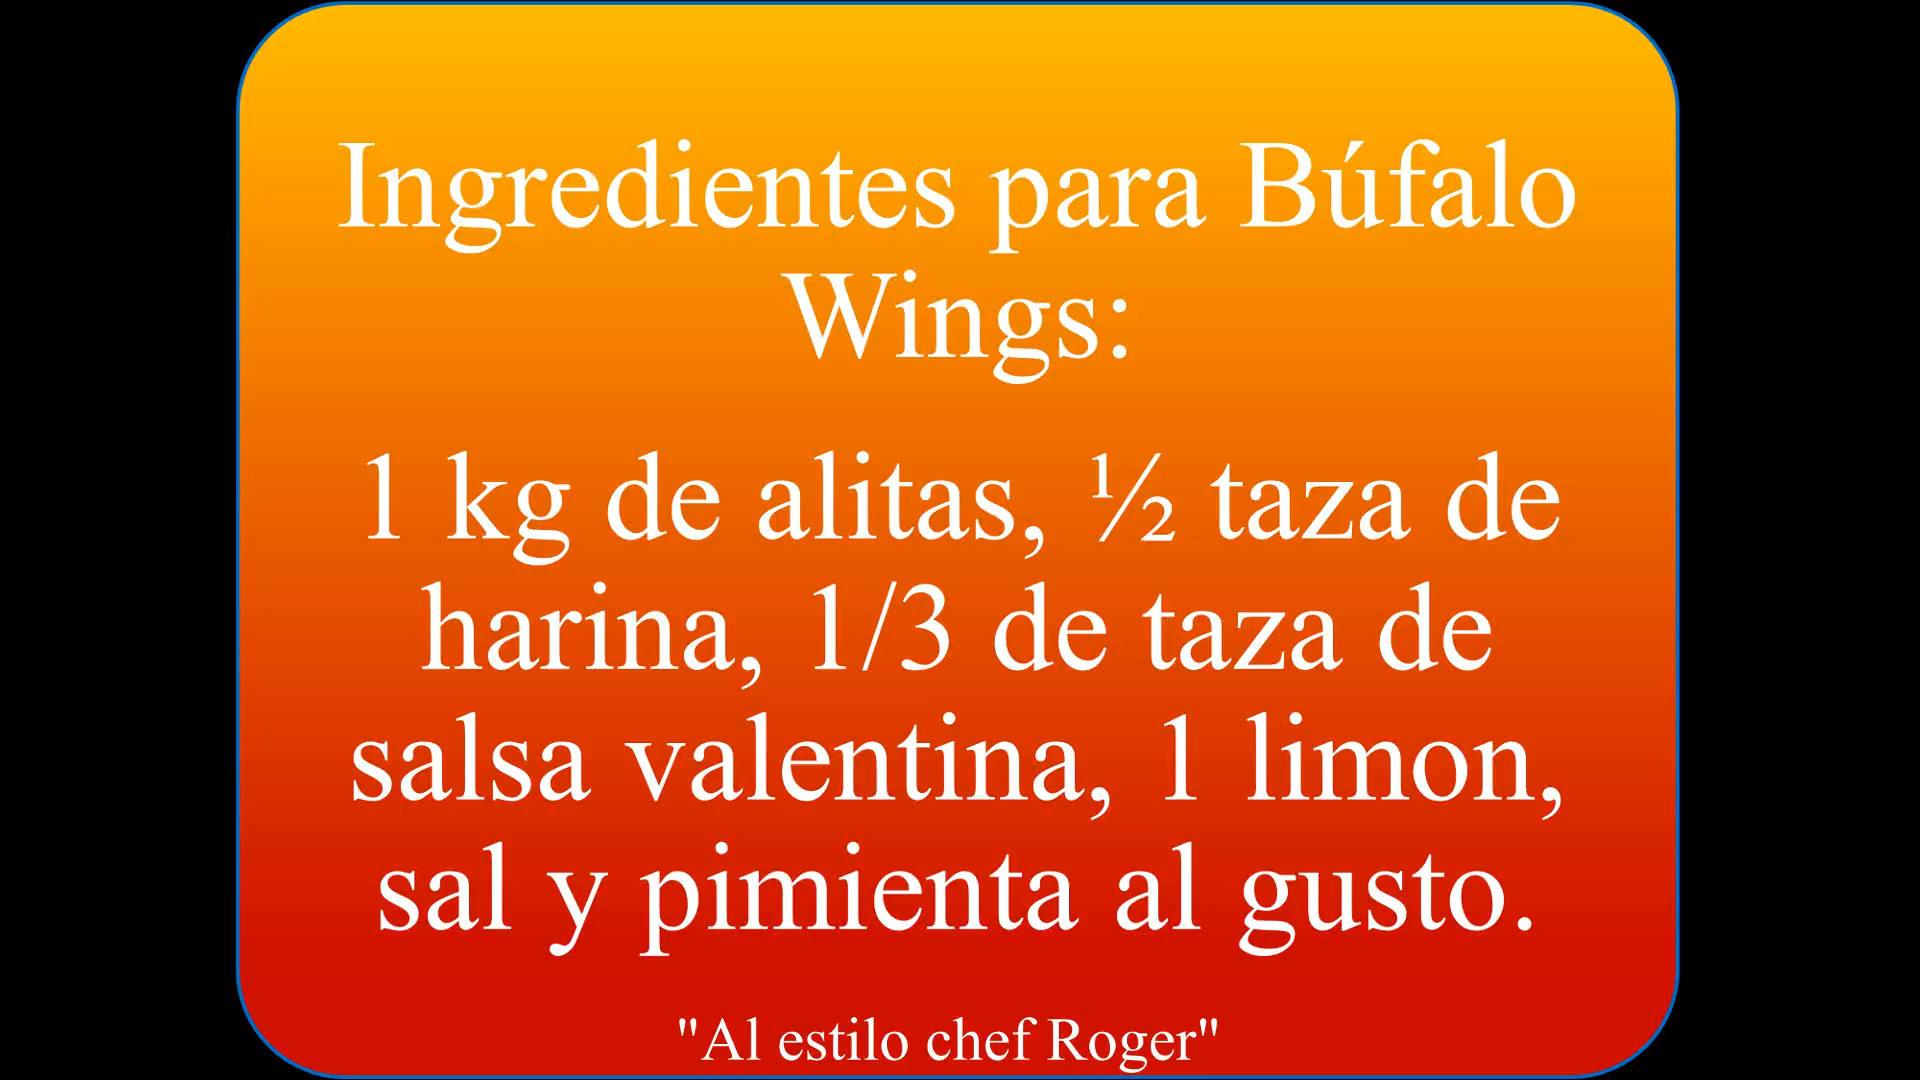 Ingredientes para Búfalo
Wings:
1 kg de alitas, ½ taza de
harina, 1/3 de taza de
salsa valentina, 1 limon,
sal y pimienta al gusto.
"Al estilo chef Roger"